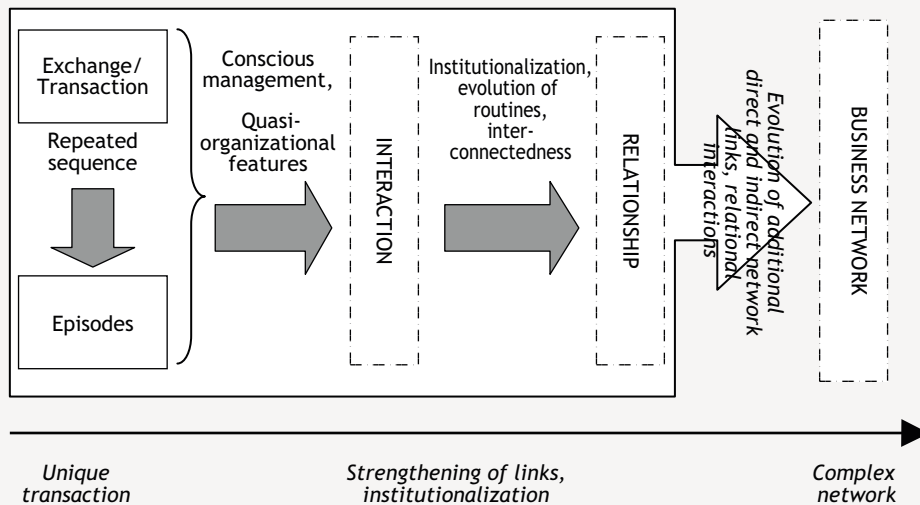 Exchange/
Transaction
Repeated
sequence
Episodes
Conscious
management,
Quasi-
organizational
features
INTERACTION
Institutionalization,
evolution of
routines,
inter-
connectedness
RELATIONSHIP
Evolution of additional
direct and indirect network
links, relational
interactions
BUSINESS NETWORK
Unique
transaction
Strengthening of links,
institutionalization
Complex
network